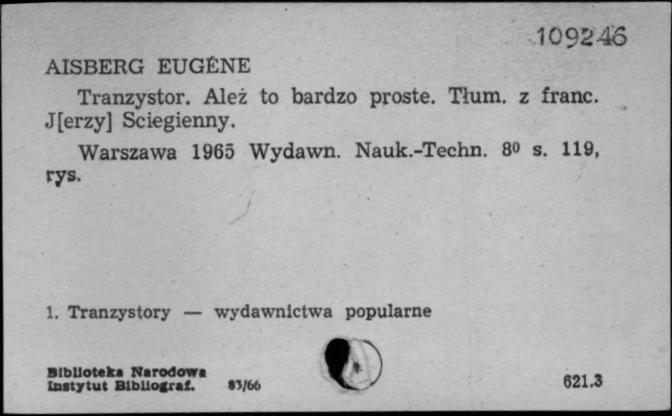 109246
AISBERG EUGÉNE
Tranzystor. Ależ to bardzo proste. Tłum. z franc.
J[erzy] Sciegienny.
Warszawa 1965 Wydawn. Nauk.-Techn. 8⁰ s. 119,
rys.
1. Tranzystory — wydawnictwa popularne
Biblioteka Narodowa
Instytut Bibliograf. 83/66
621.3